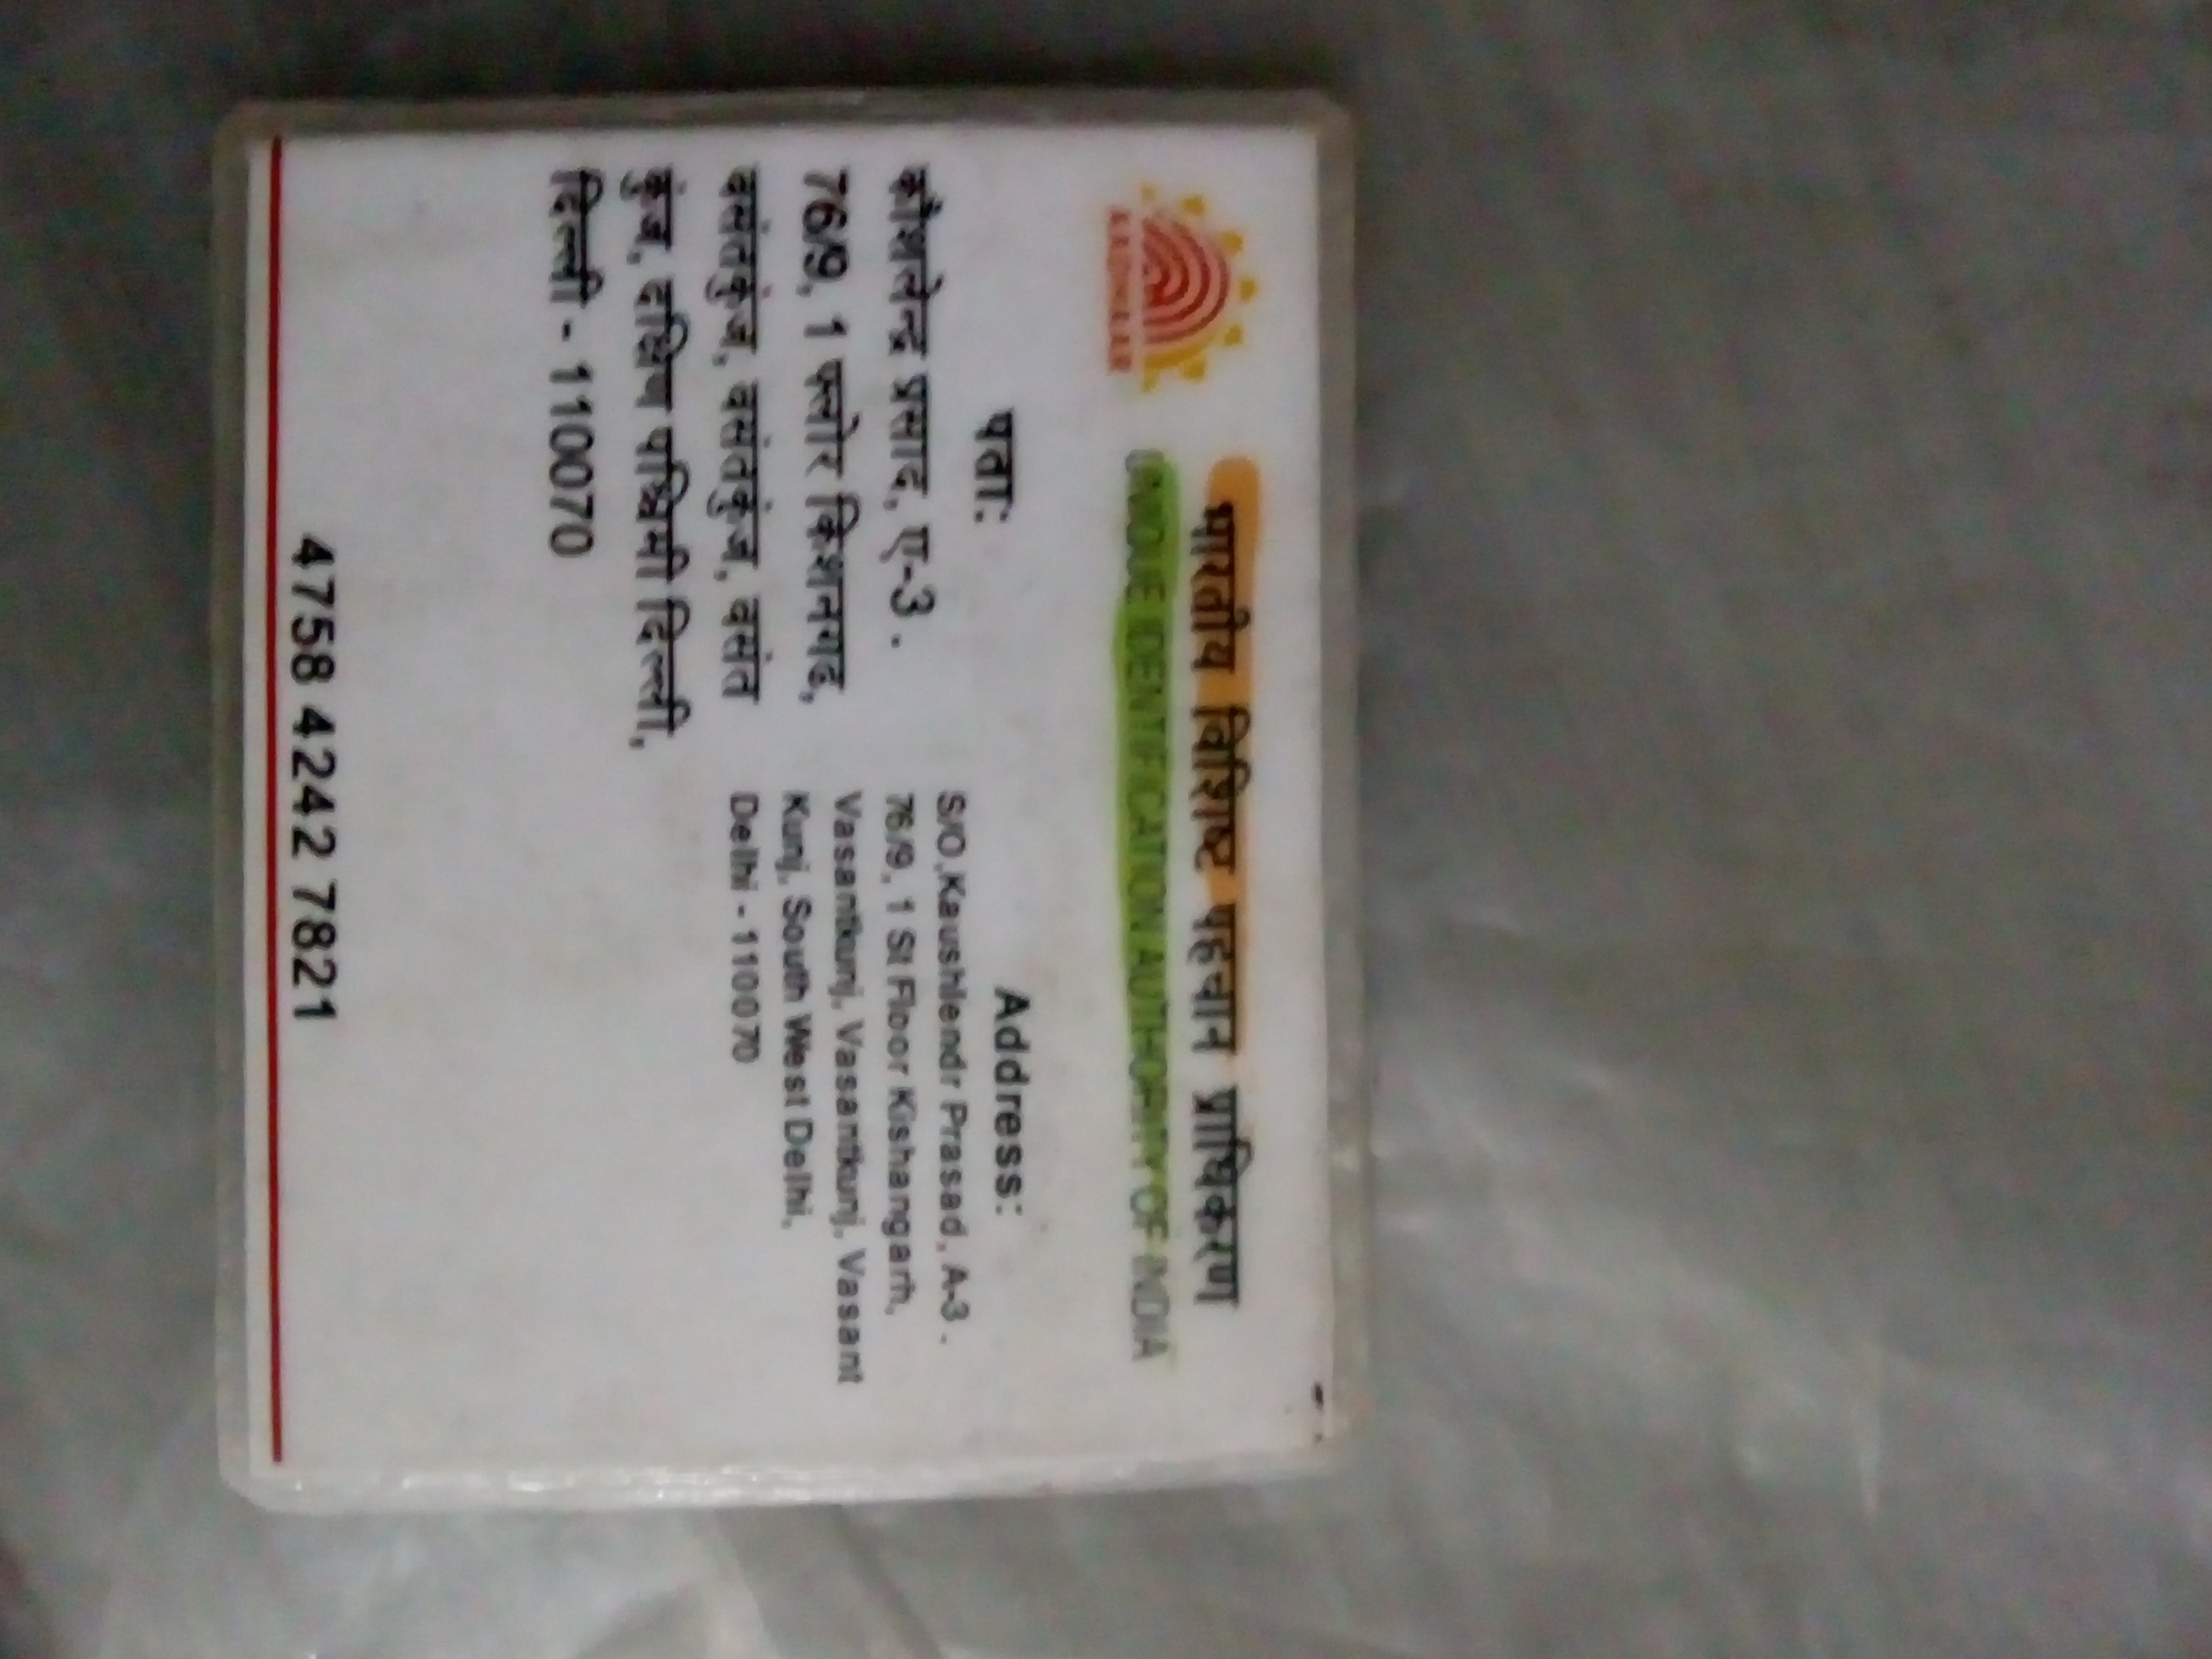 भारतीय विशिष्ट पहचान प्राधिकरण
UNIQUE IDENTIFICATION AUTHORITY OF INDIA
AADHAAR
पता:
कौशलेन्द्र प्रसाद, ए-3 .
76/9, 1 फ्लोर किशनगढ,
वसंतकुंज, वसंतकुंज, वसंत
कुंज, दक्षिण पश्चिमी दिल्ली,
दिल्ली - 110070
Address:
S/O,Kaushlendr Prasad, A-3 .
76/9, 1 St Floor Kishangarh,
Vasantkunj, Vasantkunj, Vasant
Kunj, South West Delhi,
Delhi - 110070
4758 4242 7821